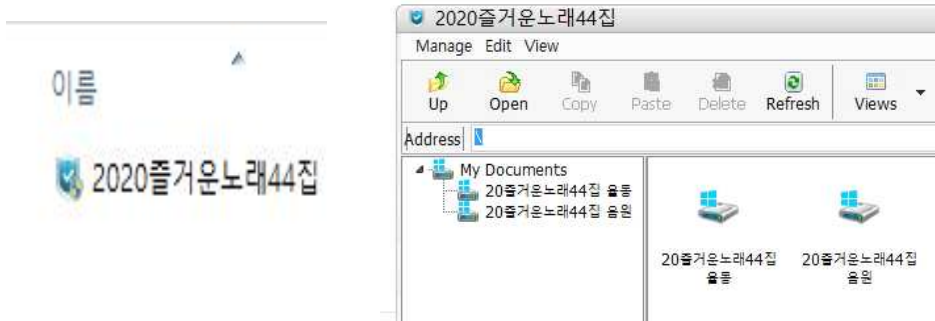 이름
2020즐거운노래44집
2020즐거운노래44집
Manage Edit View
Up Open Copy Paste Delete Refresh Views
Address \
My Documents
20즐거운노래44집 율동
20즐거운노래44집 음원
20즐거운노래44집 율동
20즐거운노래44집 음원